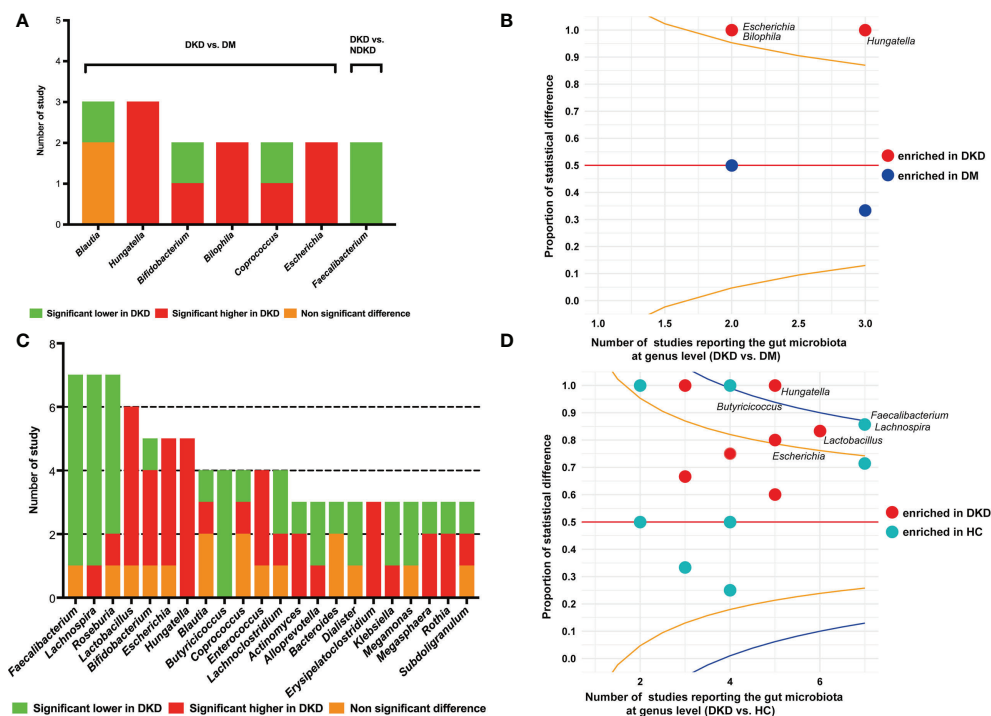 A
DKD vs. DM
DKD vs.
NDKD
Number of study
5
4
3
2
1
0
Blautia
Hungatella
Bifidobacterium
Bilophlia
Coprococcus
Escherichia
Faecalibacterium
Significant lower in DKD
Significant higher in DKD
Non significant difference
B
Proportion of statistical difference
1.0
0.9
0.8
0.7
0.6
0.5
0.4
0.3
0.2
0.1
0.0
Escherichia
Bilophila
Hungatella
enriched in DKD
enriched in DM
1.0
1.5
2.0
2.5
3.0
Number of studies reporting the gut microbiota
at genus level (DKD vs. DM)
C
Number of study
8
6
4
2
0
Faecalibacterium
Lachnospira
Roseburia
Lactobacillus
Bifidobacterium
Escherichia
Hungatella
Blautia
Butyricicoccus
Coprococcus
Enterococcus
Lachnoclostridium
Actinomyces
Alloprevotella
Bacteroides
Dialister
Erysipelatoclostridium
Klebsiella
Megamonas
Megasphaera
Rothia
Subdoligranulum
Significant lower in DKD
Significant higher in DKD
Non significant difference
D
Proportion of statistical difference
1.0
0.9
0.8
0.7
0.6
0.5
0.4
0.3
0.2
0.1
0.0
Hungatella
Butyricicoccus
Faecalibacterium
Lachnospira
Lactobacillus
Escherichia
enriched in DKD
enriched in HC
2
4
6
Number of studies reporting the gut microbiota
at genus level (DKD vs. HC)